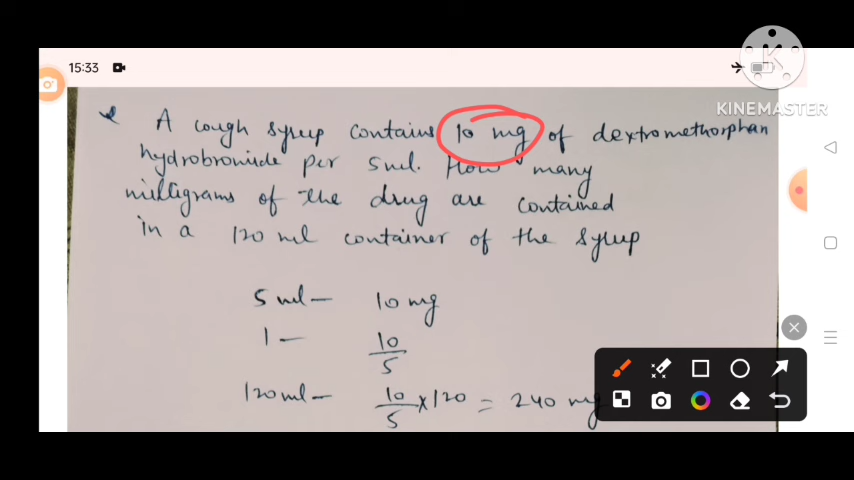 15:33
KINEMASTER
A cough syrup contains 10 mg of dextromethorphan
hydrobromide per 5ml. How many
milligrams of the drug are contained
in a 120 ml container of the syrup
5 ml — 10 mg
1 — 10/5
120ml — 10/5 × 120 = 240 mg